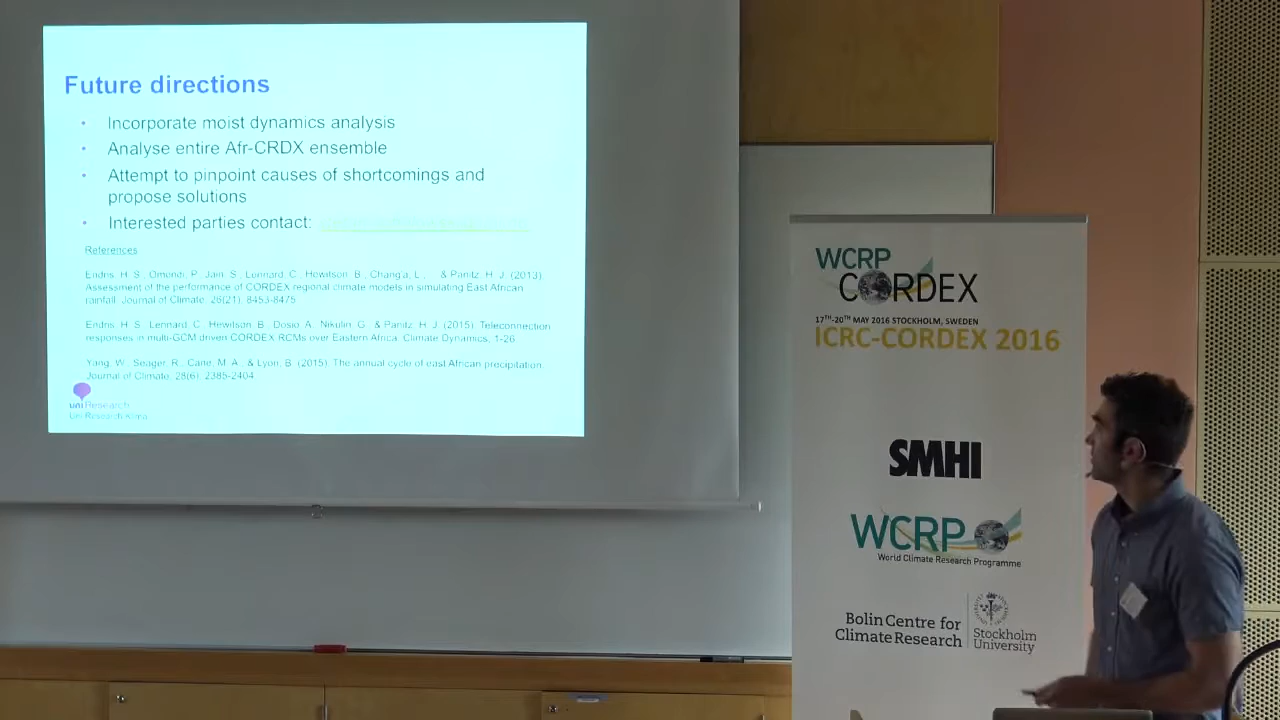 Future directions
Incorporate moist dynamics analysis
Analyse entire Afr-CRDX ensemble
Attempt to pinpoint causes of shortcomings and
propose solutions
Interested parties contact:
References
Endris, H. S., Omondi, P., Jain, S., Lennard, C., Hewitson, B., Chang'a, L., ... & Panitz, H. J. (2013).
Assessment of the performance of CORDEX regional climate models in simulating East African
rainfall. Journal of Climate, 26(21), 8453-8475.
Endris, H. S., Lennard, C., Hewitson, B., Dosio, A., Nikulin, G., & Panitz, H. J. (2015). Teleconnection
responses in multi-GCM driven CORDEX RCMs over Eastern Africa. Climate Dynamics, 1-26.
Yang, W., Seager, R., Cane, M. A., & Lyon, B. (2015). The annual cycle of east African precipitation.
Journal of Climate, 28(6), 2385-2404.
uni Research
Uni Research Klima
WCRP
CORDEX
17TH-20TH MAY 2016 STOCKHOLM, SWEDEN
ICRC-CORDEX 2016
SMHI
WCRP
World Climate Research Programme
Bolin Centre for
Climate Research
Stockholm
University